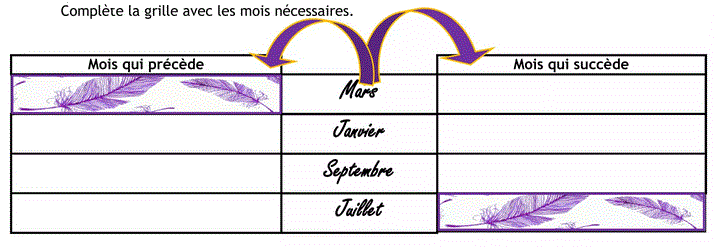 Complète la grille avec les mois nécessaires.
Mois qui précède Mois qui succède
Mars
Janvier
Septembre
Juillet